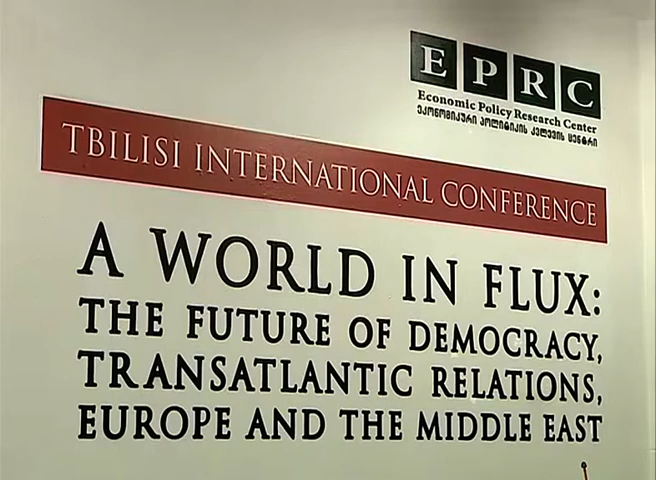 EPRC
Economic Policy Research Center
ეკონომიკური პოლიტიკის კვლევის ცენტრი
TBILISI INTERNATIONAL CONFERENCE
A WORLD IN FLUX:
THE FUTURE OF DEMOCRACY,
TRANSATLANTIC RELATIONS,
EUROPE AND THE MIDDLE EAST